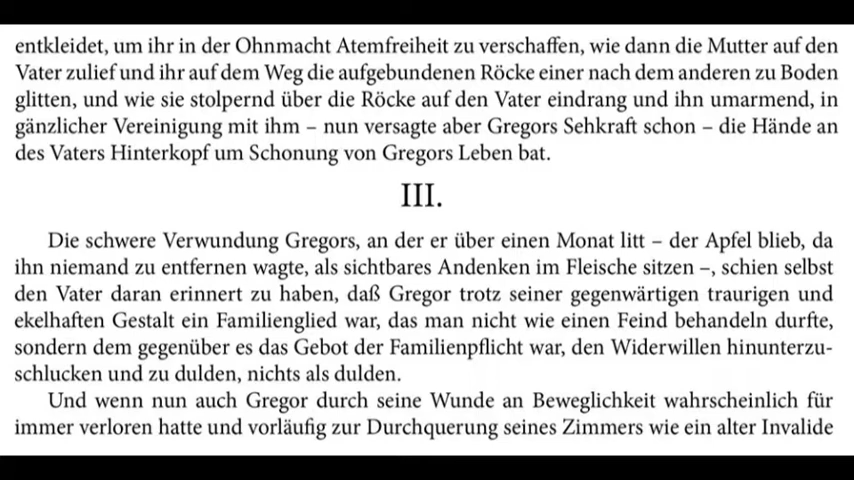 entkleidet, um ihr in der Ohnmacht Atemfreiheit zu verschaffen, wie dann die Mutter auf den
Vater zulief und ihr auf dem Weg die aufgebundenen Röcke einer nach dem anderen zu Boden
glitten, und wie sie stolpernd über die Röcke auf den Vater eindrang und ihn umarmend, in
gänzlicher Vereinigung mit ihm – nun versagte aber Gregors Sehkraft schon – die Hände an
des Vaters Hinterkopf um Schonung von Gregors Leben bat.
III.
Die schwere Verwundung Gregors, an der er über einen Monat litt – der Apfel blieb, da
ihn niemand zu entfernen wagte, als sichtbares Andenken im Fleische sitzen –, schien selbst
den Vater daran erinnert zu haben, daß Gregor trotz seiner gegenwärtigen traurigen und
ekelhaften Gestalt ein Familienglied war, das man nicht wie einen Feind behandeln durfte,
sondern dem gegenüber es das Gebot der Familienpflicht war, den Widerwillen hinunterzu-
schlucken und zu dulden, nichts als dulden.
Und wenn nun auch Gregor durch seine Wunde an Beweglichkeit wahrscheinlich für
immer verloren hatte und vorläufig zur Durchquerung seines Zimmers wie ein alter Invalide